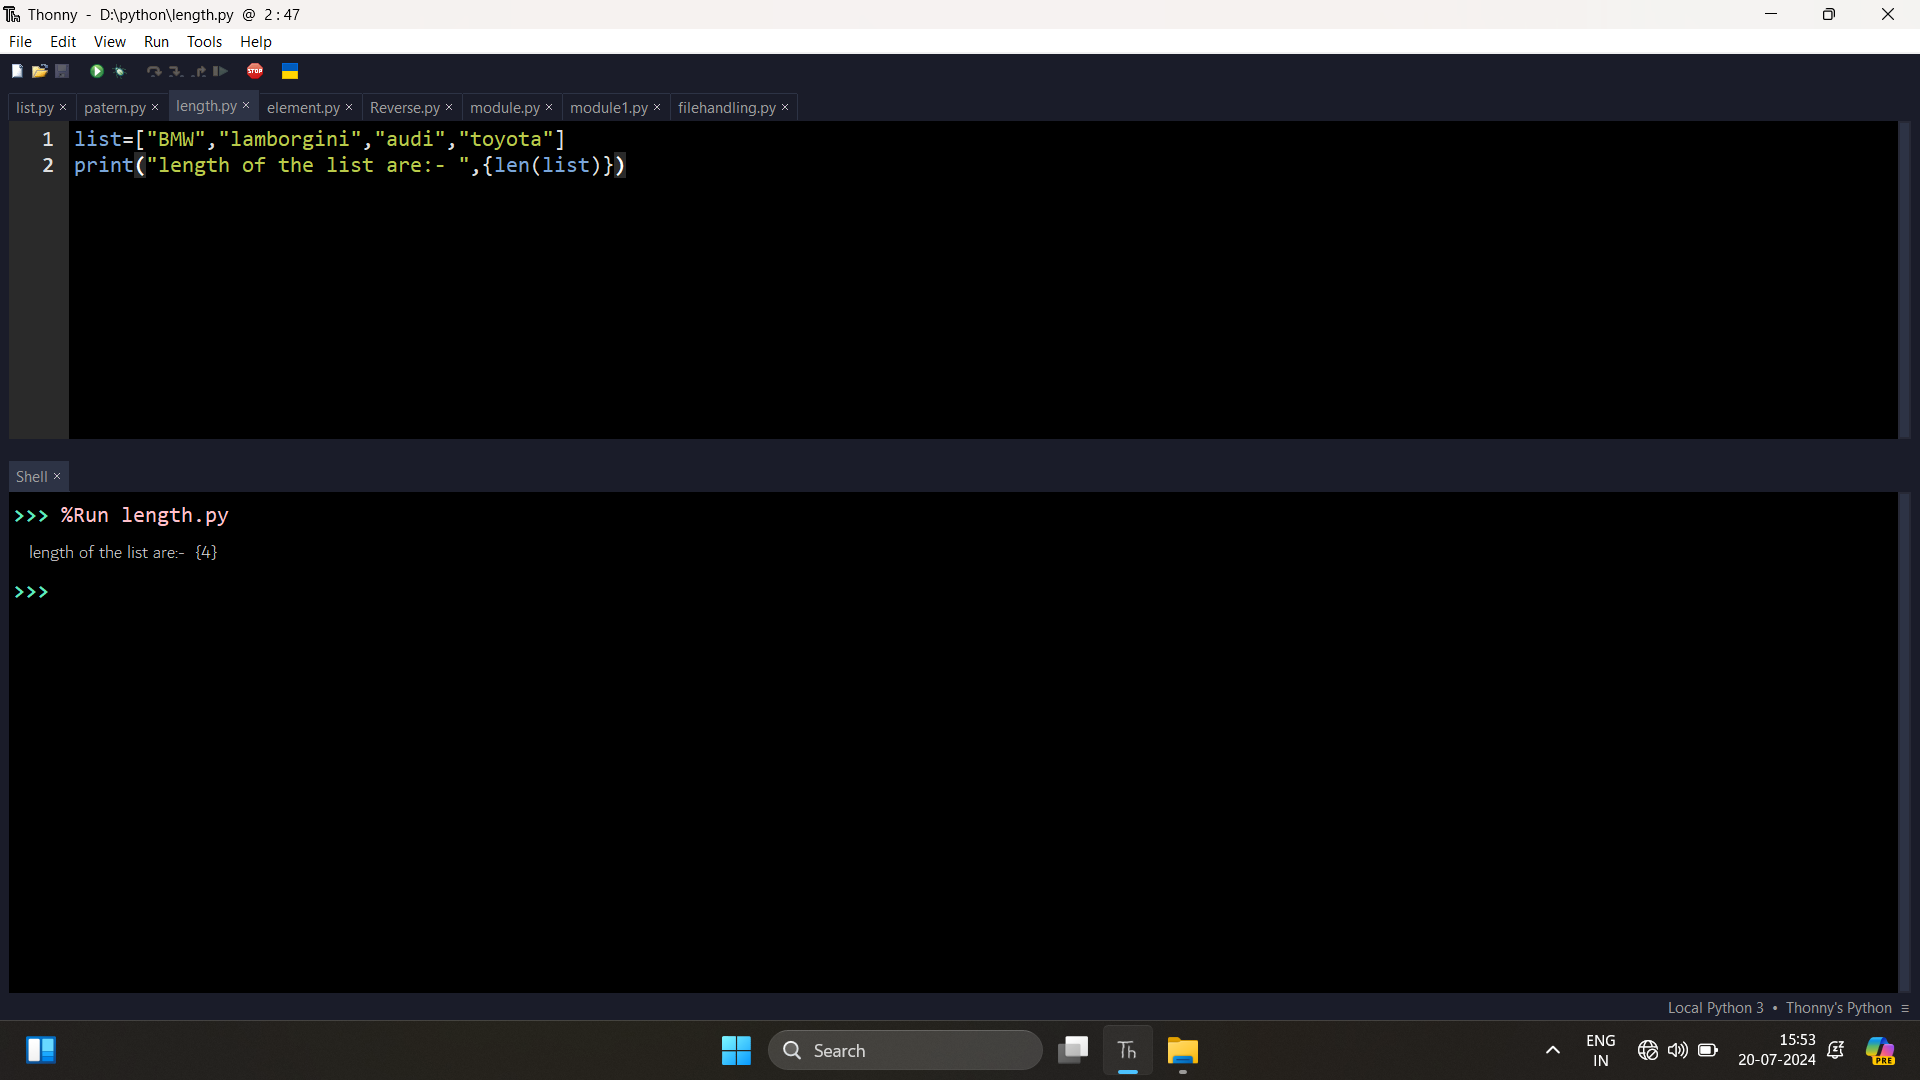 Thonny - D:\python\length.py @ 2 : 47
File Edit View Run Tools Help
STOP
list.py × patern.py × length.py × element.py × Reverse.py × module.py × module1.py × filehandling.py ×
1 list=["BMW","lamborgini","audi","toyota"]
2 print("length of the list are:- ",{len(list)})
Shell ×
>>> %Run length.py
length of the list are:- {4}
>>>
Local Python 3 • Thonny's Python ≡
Search
Th
ENG
IN
15:53
20-07-2024
PRE